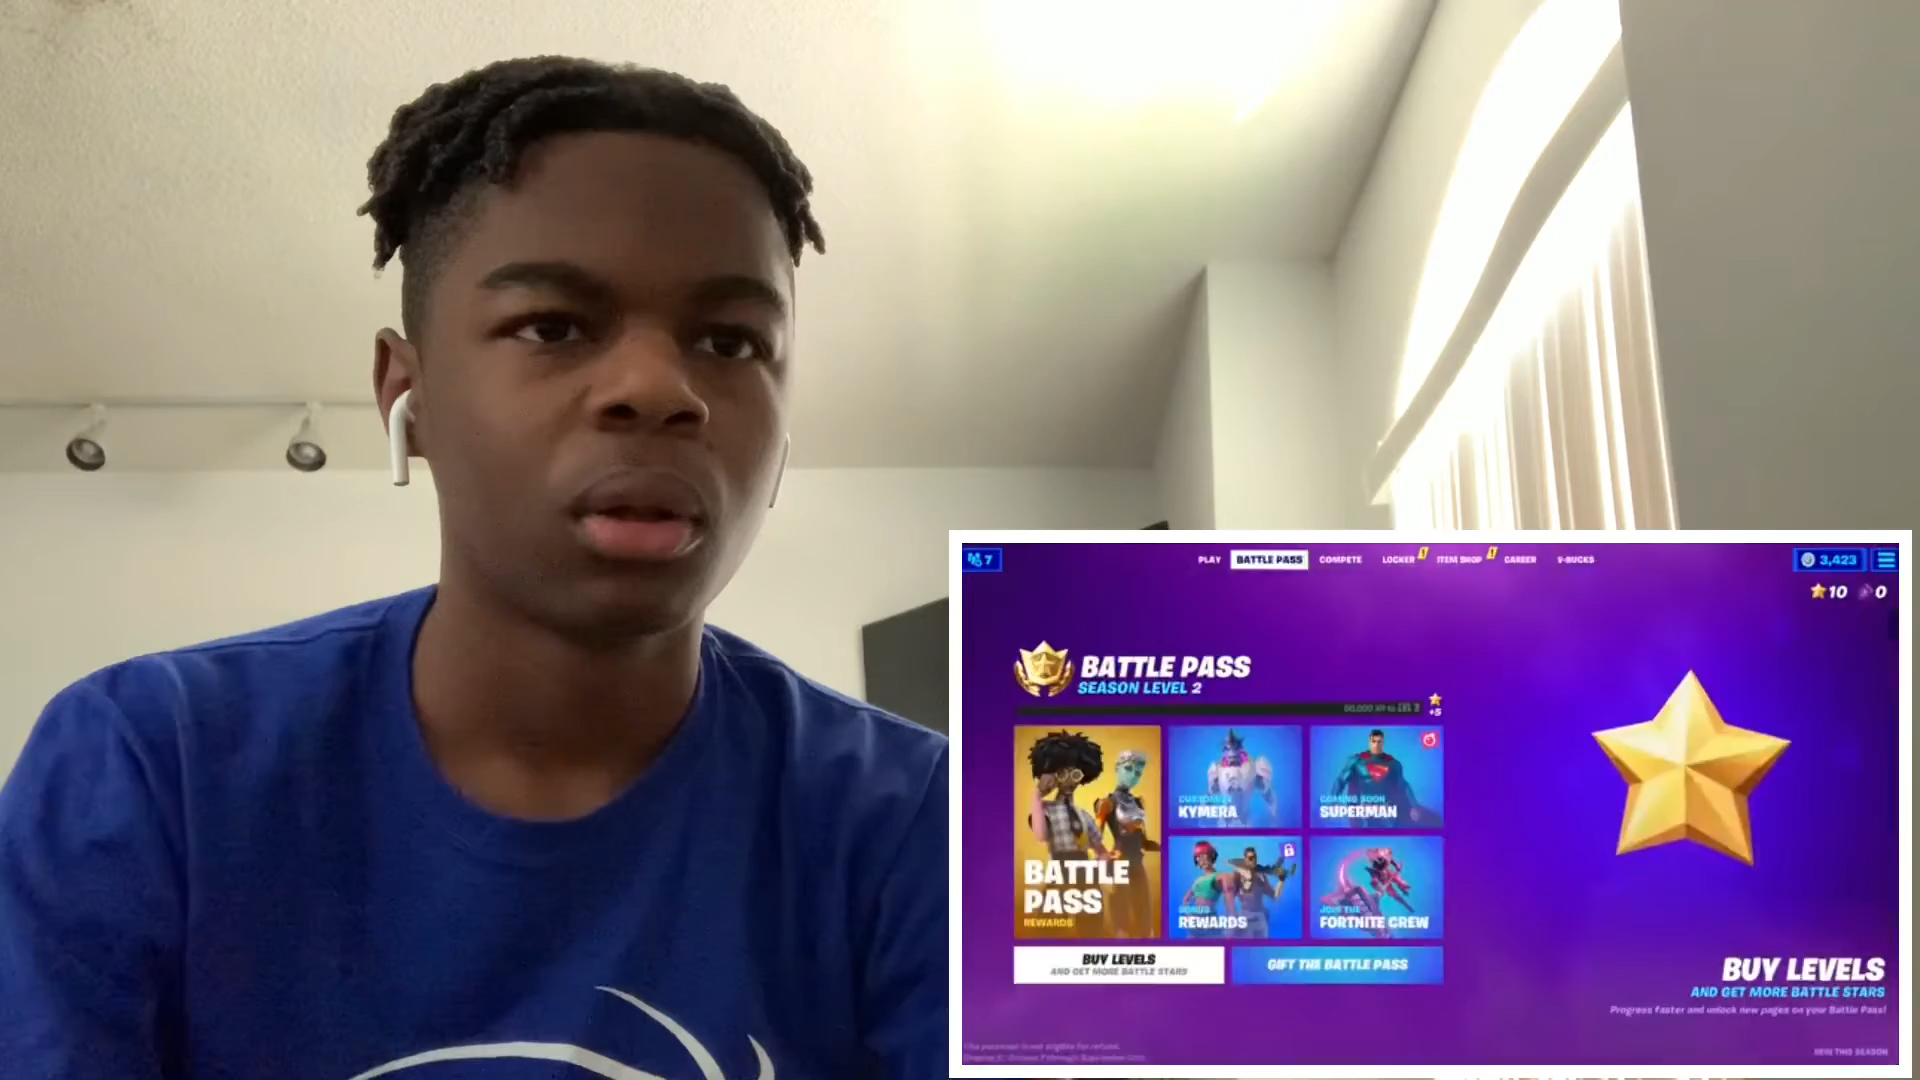 7
PLAY BATTLE PASS COMPETE LOCKER ITEM SHOP CAREER V-BUCKS
3,423
10 0
BATTLE PASS
SEASON LEVEL 2
+5
CUSTOMIZE
KYMERA
COMING SOON
SUPERMAN
BATTLE
PASS
REWARDS
BONUS
REWARDS
JOIN THE
FORTNITE CREW
BUY LEVELS
AND GET MORE BATTLE STARS
GIFT THE BATTLE PASS
BUY LEVELS
AND GET MORE BATTLE STARS
Progress faster and unlock new pages on your Battle Pass!